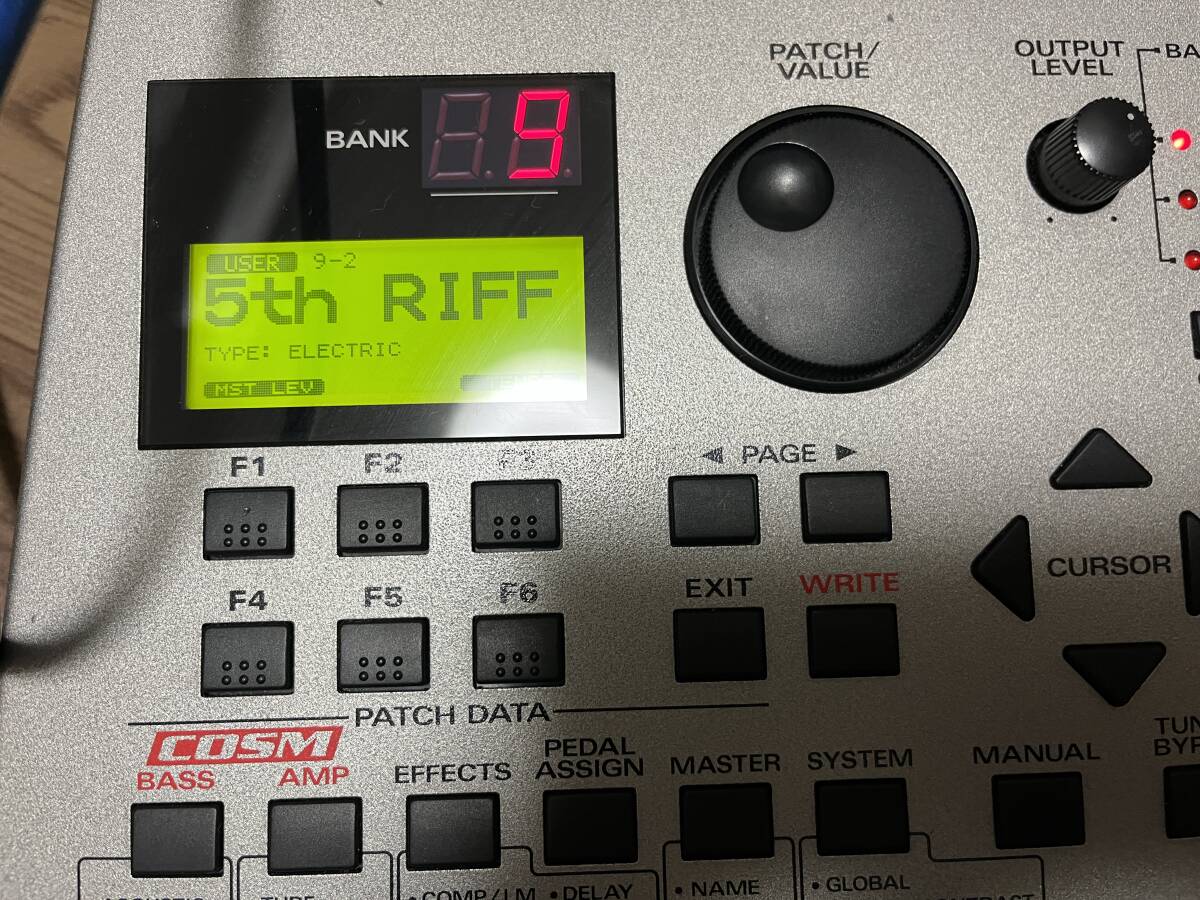 PATCH/
VALUE
OUTPUT
LEVEL
BANK 9
USER 9-2
5th RIFF
TYPE: ELECTRIC
MST LEV
◀ PAGE ▶
F1 F2 F3
EXIT WRITE
CURSOR
F4 F5 F6
PATCH DATA
COSM
BASS AMP
EFFECTS
PEDAL
ASSIGN
MASTER
SYSTEM
MANUAL
• COMP/LM • DELAY
• NAME
• GLOBAL